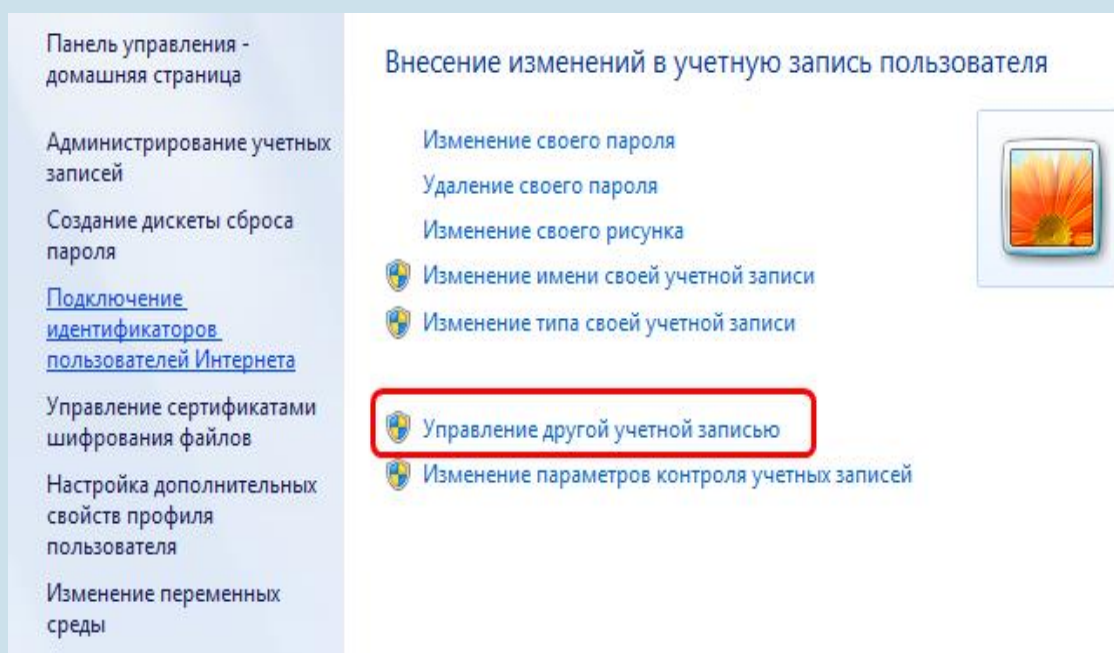 Панель управления -
домашняя страница
Администрирование учетных
записей
Создание дискеты сброса
пароля
Подключение
идентификаторов
пользователей Интернета
Управление сертификатами
шифрования файлов
Настройка дополнительных
свойств профиля
пользователя
Изменение переменных
среды
Внесение изменений в учетную запись пользователя
Изменение своего пароля
Удаление своего пароля
Изменение своего рисунка
Изменение имени своей учетной записи
Изменение типа своей учетной записи
Управление другой учетной записью
Изменение параметров контроля учетных записей